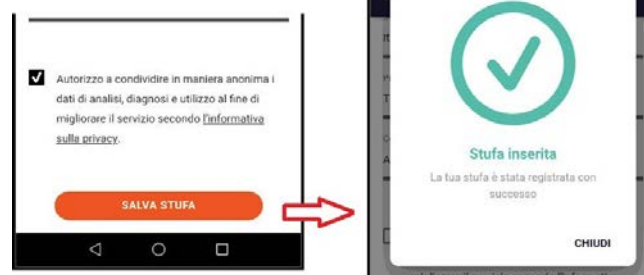 Autorizzo a condividere in maniera anonima i
dati di analisi, diagnosi e utilizzo al fine di
migliorare il servizio secondo l'informativa
sulla privacy.
SALVA STUFA
Stufa inserita
La tua stufa è stata registrata con
successo
CHIUDI